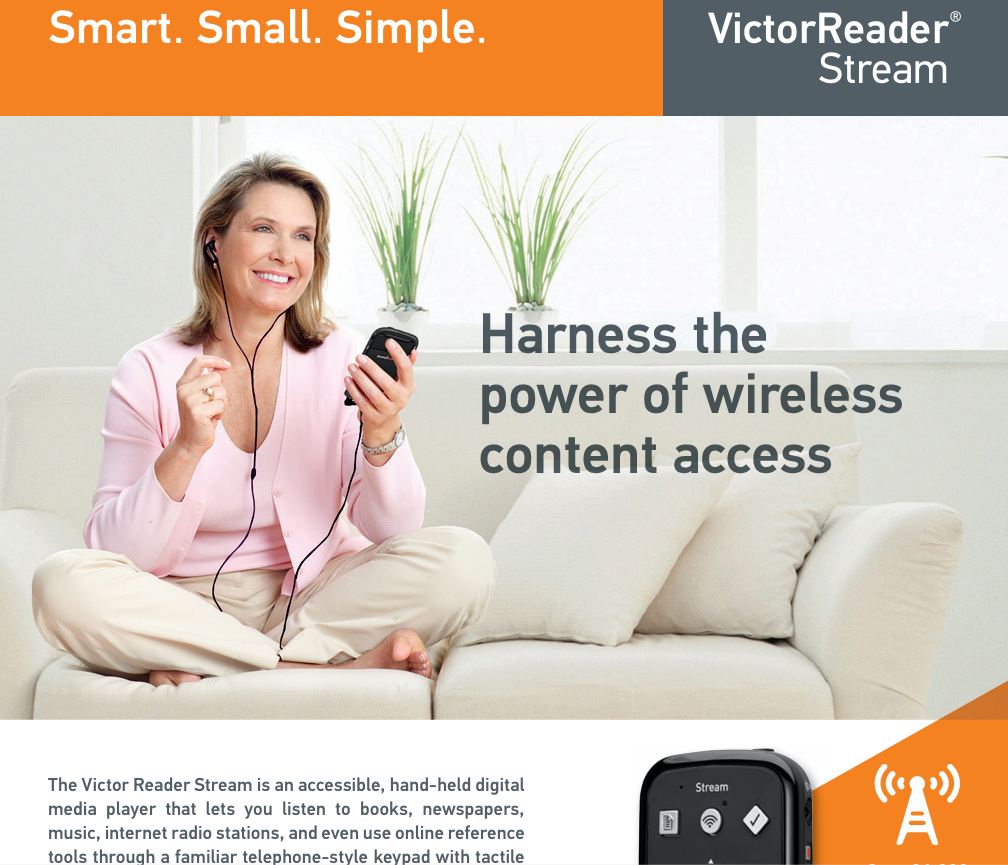 Smart. Small. Simple.
VictorReader®
Stream
Harness the
power of wireless
content access
The Victor Reader Stream is an accessible, hand-held digital
media player that lets you listen to books, newspapers,
music, internet radio stations, and even use online reference
tools through a familiar telephone-style keypad with tactile
Stream